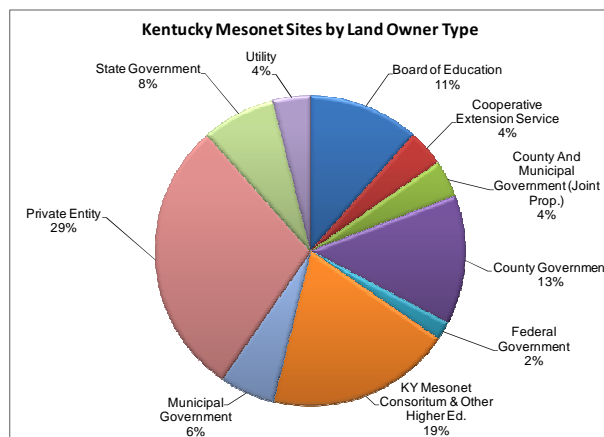 Kentucky Mesonet Sites by Land Owner Type
Utility
4%
Board of Education
11%
Cooperative
Extension Service
4%
County And
Municipal
Government (Joint
Prop.)
4%
County Government
13%
Federal
Government
2%
KY Mesonet
Consoritum & Other
Higher Ed.
19%
Municipal
Government
6%
Private Entity
29%
State Government
8%